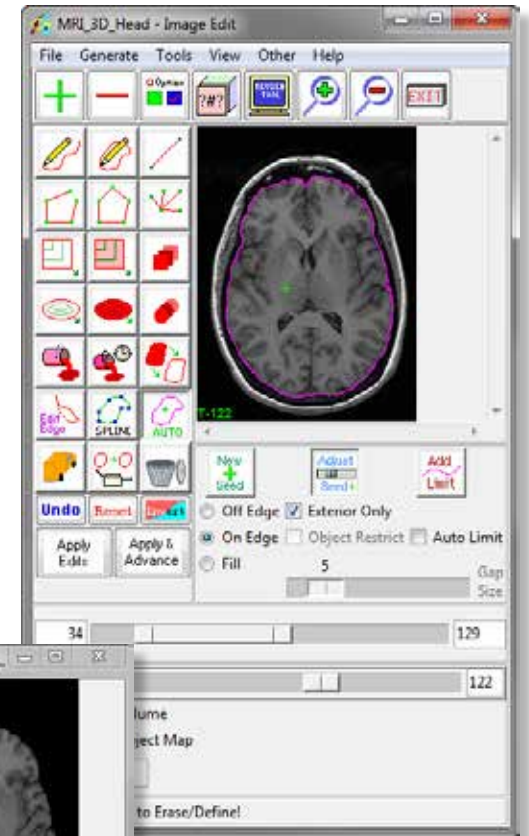 MRI_3D_Head - Image Edit
File Generate Tools View Other Help
Option
?#?
EXIT
T-122
Edit Edge SPLINE AUTO
New Seed
Adjust Seed+
Add Limit
Undo Reset
Off Edge Exterior Only
On Edge Object Restrict Auto Limit
Fill 5 Gap Size
Apply Edits
Apply & Advance
34 129
122
lume
ject Map
to Erase/Define!